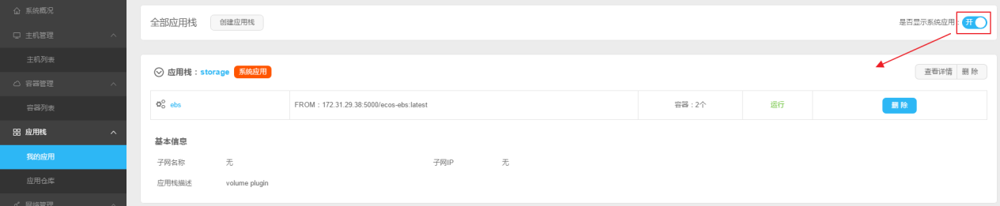 系统概况
主机管理
主机列表
容器管理
容器列表
应用栈
我的应用
应用仓库
网络管理
全部应用栈 创建应用栈 是否显示系统应用: 开
应用栈:storage 系统应用 查看详情 删 除
ebs FROM:172.31.29.38:5000/ecos-ebs:latest 容器:2个 运行 删 除
基本信息
子网名称 无 子网IP 无
应用栈描述 volume plugin